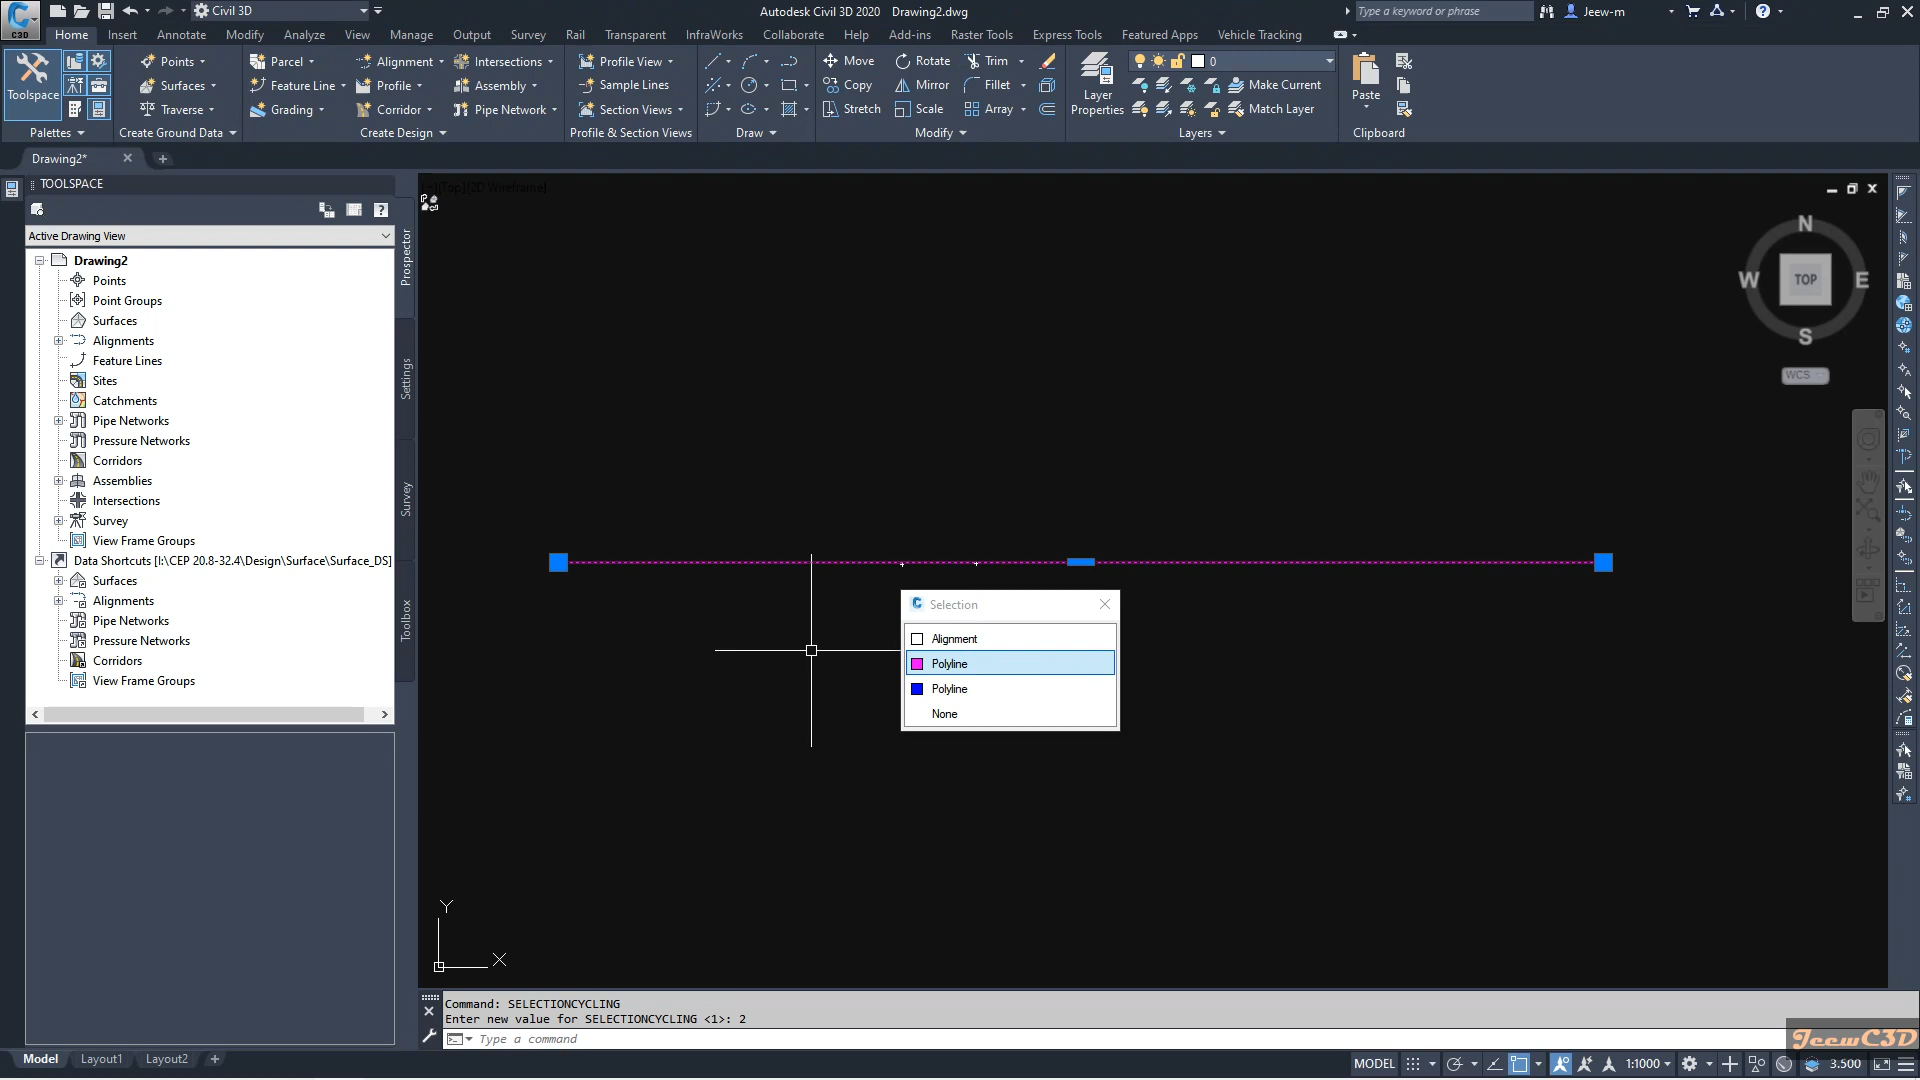 Civil 3D
Autodesk Civil 3D 2020 Drawing2.dwg
Type a keyword or phrase
Jeew-m
C3D
Home Insert Annotate Modify Analyze View Manage Output Survey Rail Transparent InfraWorks Collaborate Help Add-ins Raster Tools Express Tools Featured Apps Vehicle Tracking
Points Parcel Alignment Intersections Profile View Move Rotate Trim 0
Toolspace Surfaces Feature Line Profile Assembly Sample Lines Copy Mirror Fillet Layer Properties Make Current Paste
Traverse Grading Corridor Pipe Network Section Views Stretch Scale Array Match Layer
Palettes Create Ground Data Create Design Profile & Section Views Draw Modify Layers Clipboard
Drawing2*
TOOLSPACE
[-][Top][2D Wireframe]
Active Drawing View
Drawing2
Points
Point Groups
Surfaces
Alignments
Feature Lines
Sites
Catchments
Pipe Networks
Pressure Networks
Corridors
Assemblies
Intersections
Survey
View Frame Groups
Data Shortcuts [I:\CEP 20.8-32.4\Design\Surface\Surface_DS]
Surfaces
Alignments
Pipe Networks
Pressure Networks
Corridors
View Frame Groups
Prospector
Settings
Survey
Toolbox
N
W TOP E
S
WCS
Selection
Alignment
Polyline
Polyline
None
Y
X
Command: SELECTIONCYCLING
Enter new value for SELECTIONCYCLING <1>: 2
Type a command
JeewC3D
Model Layout1 Layout2
MODEL 1:1000 3.500